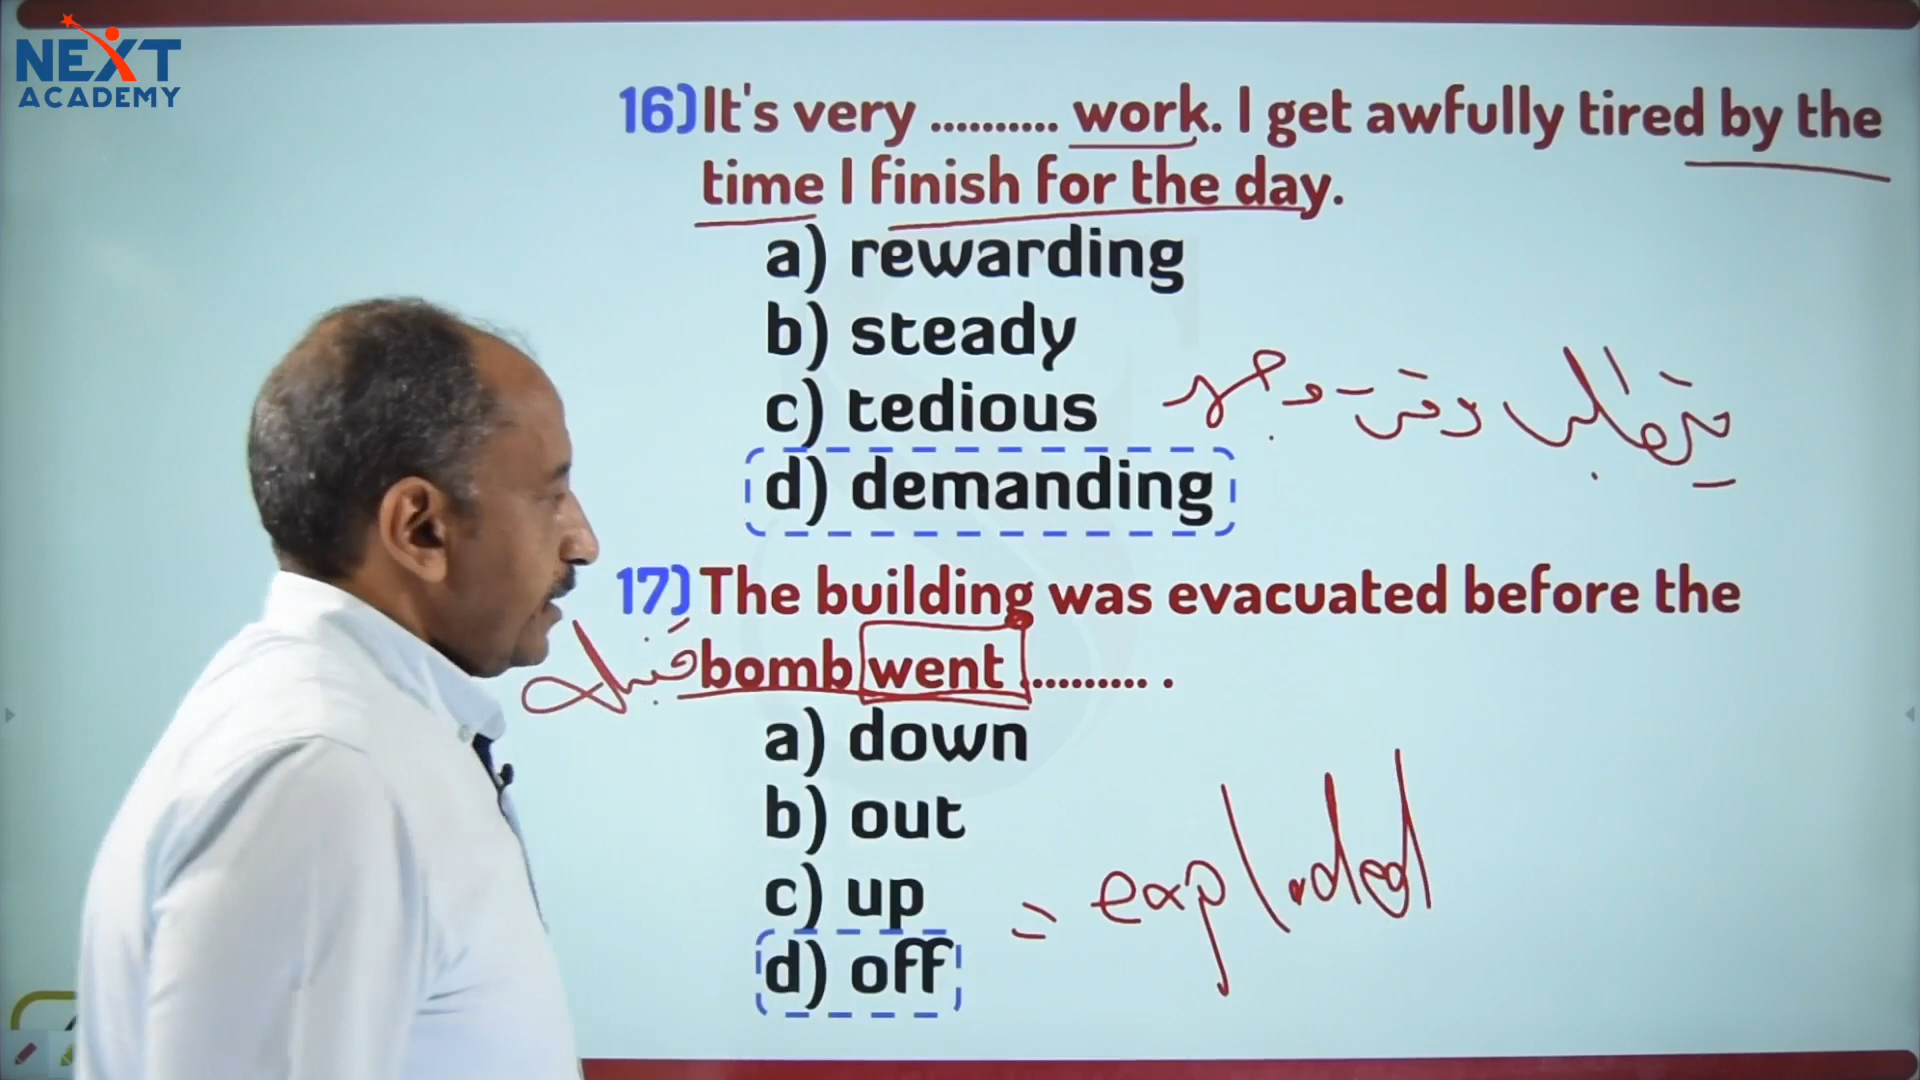 NEXT
ACADEMY
16)It's very .......... work. I get awfully tired by the
time I finish for the day.
a) rewarding
b) steady
c) tedious
يتطلب وقت وجهد
d) demanding
17)The building was evacuated before the
قنبلة bomb went .......... .
a) down
b) out
c) up
= exploded
d) off